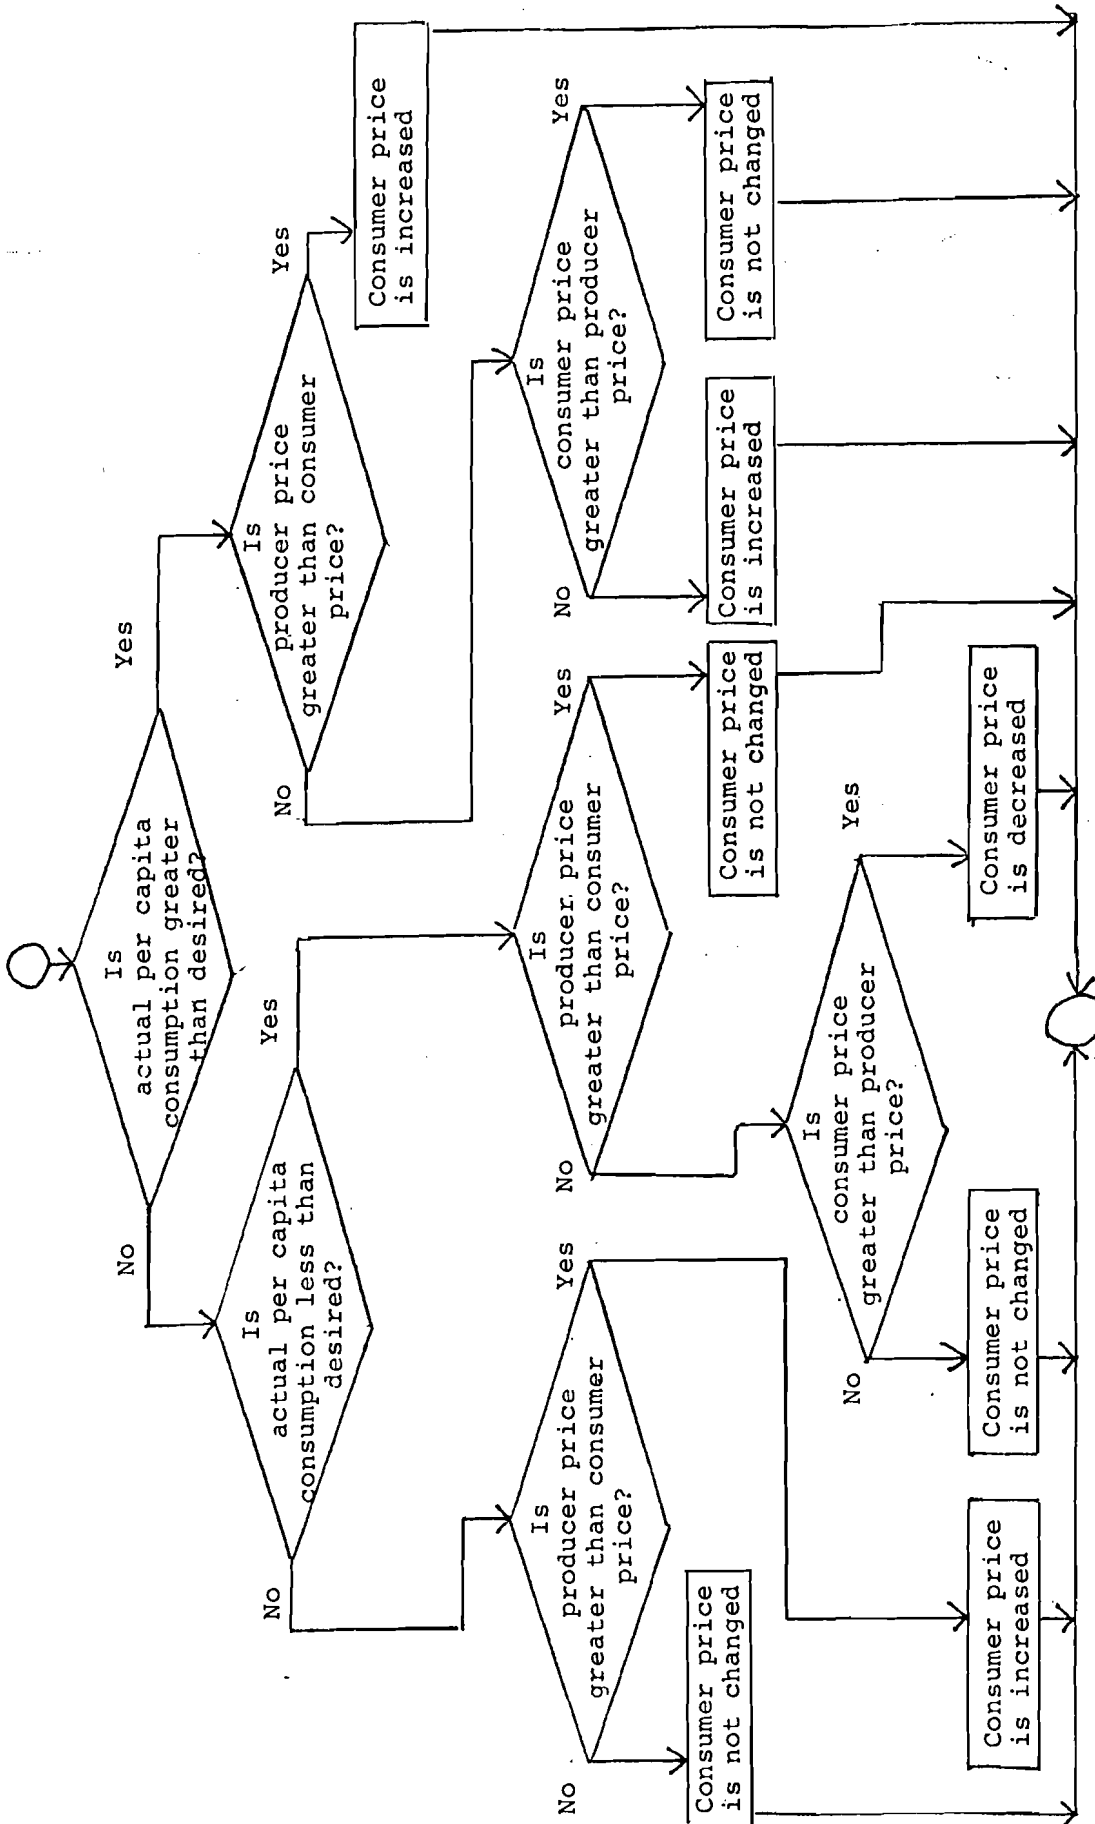 Is
actual per capita
consumption greater
than desired?
Yes
No
Is
producer price
greater than consumer
price?
Yes
No
Consumer price
is increased
Is
consumer price
greater than producer
price?
Yes
No
Consumer price
is not changed
Consumer price
is increased
Is
actual per capita
consumption less than
desired?
Yes
No
Is
producer price
greater than consumer
price?
Yes
No
Consumer price
is not changed
Is
consumer price
greater than producer
price?
Yes
No
Consumer price
is decreased
Consumer price
is not changed
Is
producer price
greater than consumer
price?
Yes
No
Consumer price
is increased
Consumer price
is not changed